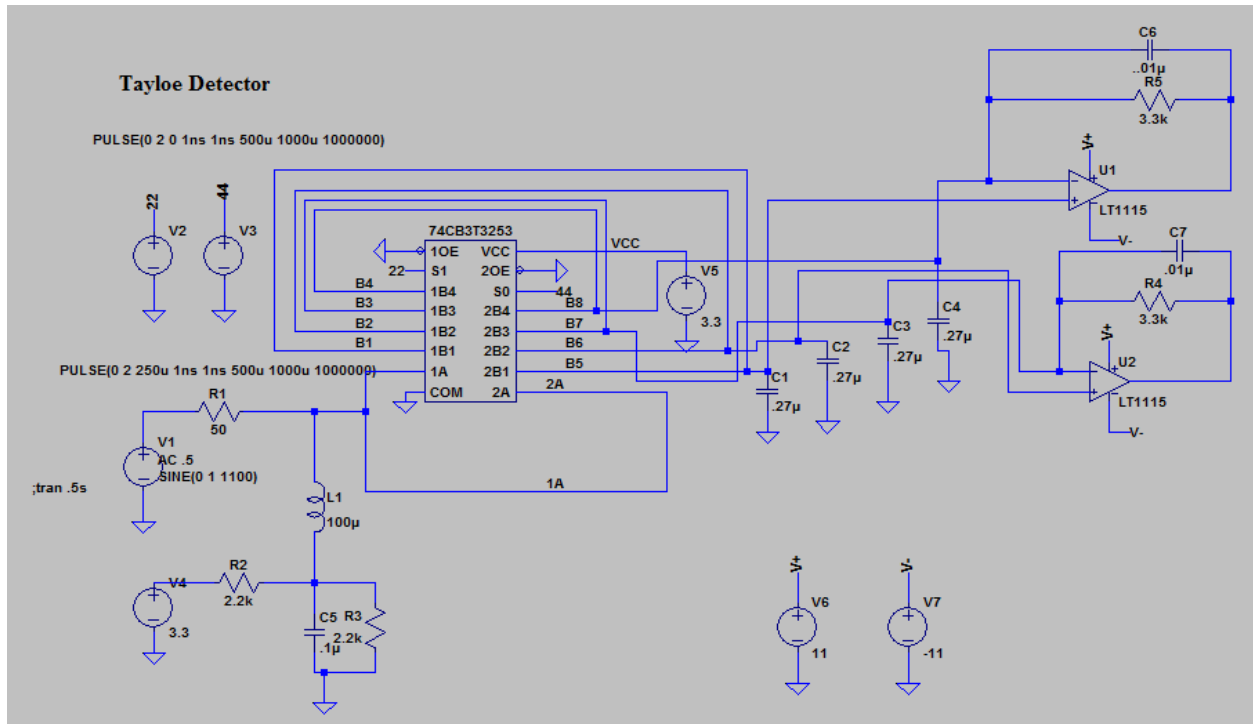 Tayloe Detector
PULSE(0 2 0 1ns 1ns 500u 1000u 1000000)
22
V2
44
V3
74CB3T3253
1OE
VCC
S1
2OE
1B4
S0
1B3
2B4
1B2
2B3
1B1
2B2
1A
2B1
COM
2A
22
44
B4
B3
B2
B1
B8
B7
B6
B5
VCC
V5
3.3
2A
1A
PULSE(0 2 250u 1ns 1ns 500u 1000u 1000000)
R1
50
V1
AC .5
SINE(0 1 1100)
;tran .5s
L1
100µ
V4
3.3
R2
2.2k
C5
.1µ
R3
2.2k
C1
.27µ
C2
.27µ
C3
.27µ
C4
.27µ
C6
.01µ
R5
3.3k
V+
U1
LT1115
V-
C7
.01µ
R4
3.3k
V+
U2
LT1115
V-
V+
V6
11
V-
V7
-11